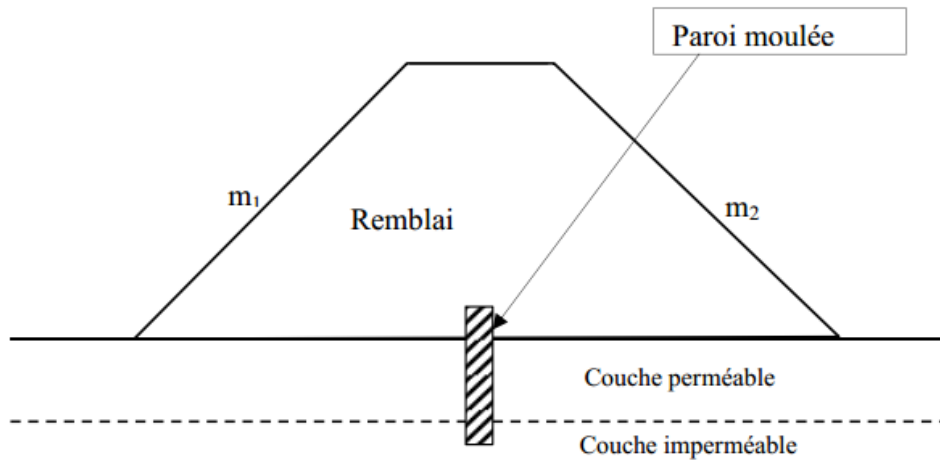 Paroi moulée
m₁
m₂
Remblai
Couche perméable
Couche imperméable